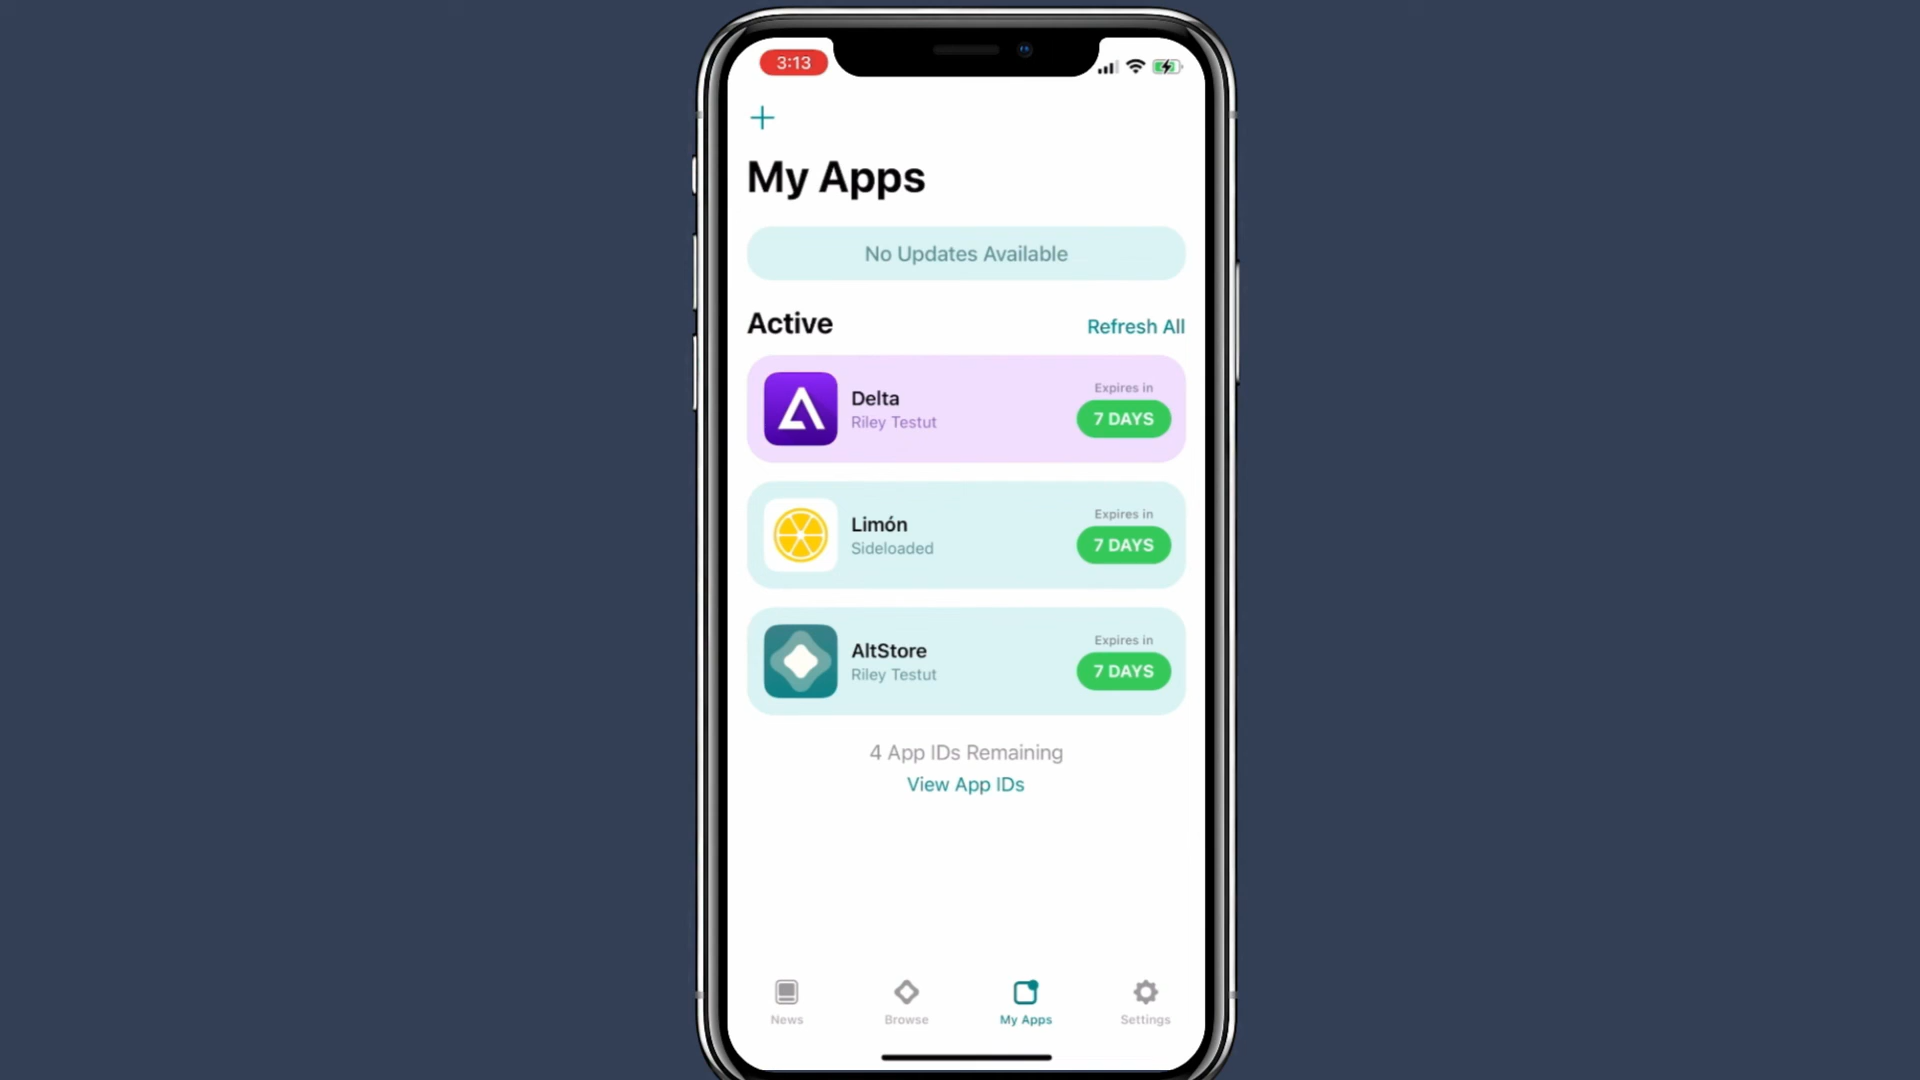 3:13
My Apps
No Updates Available
Active
Refresh All
Delta
Riley Testut
Expires in
7 DAYS
Limón
Sideloaded
Expires in
7 DAYS
AltStore
Riley Testut
Expires in
7 DAYS
4 App IDs Remaining
View App IDs
News
Browse
My Apps
Settings